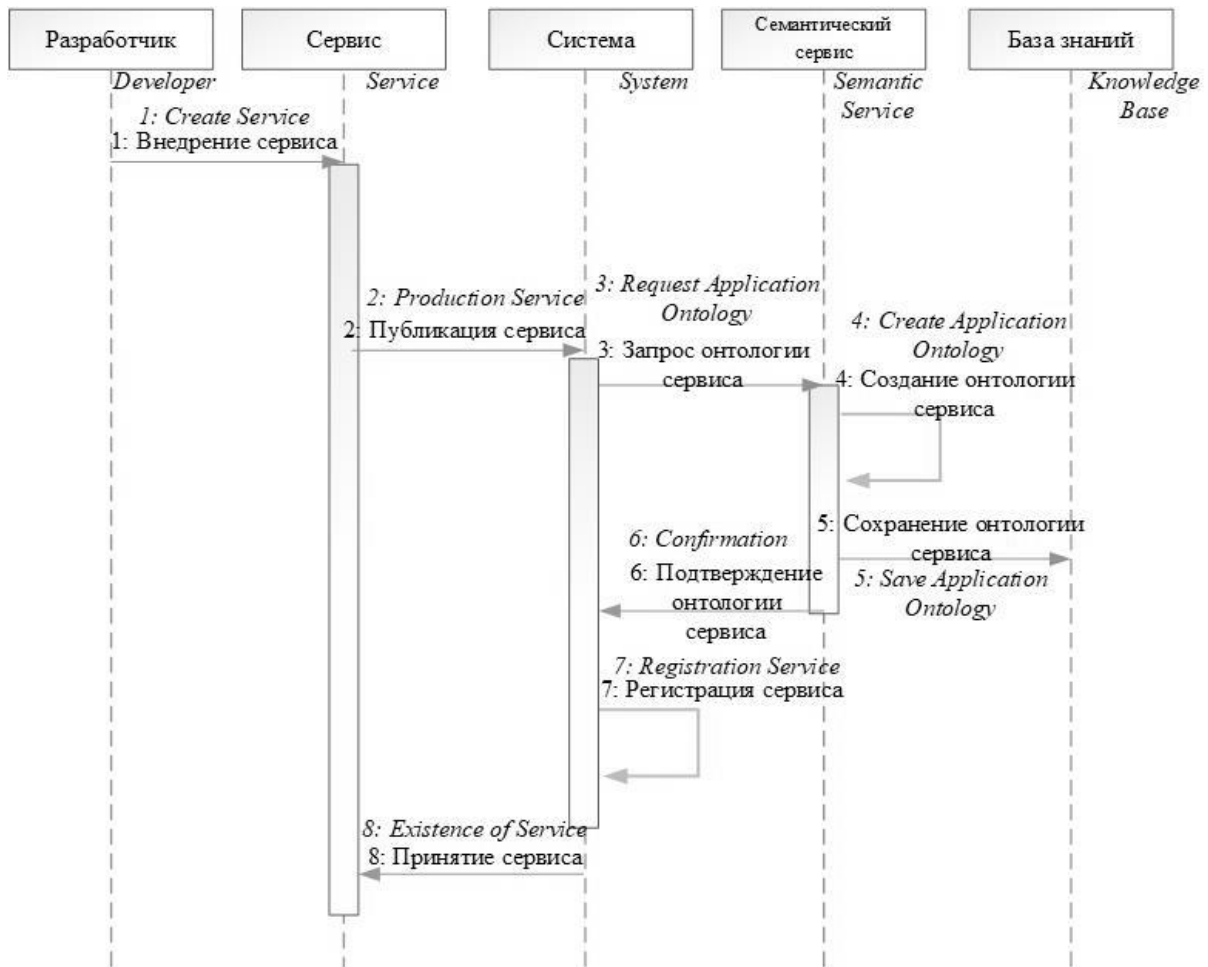 Разработчик
Сервис
Система
Семантический
сервис
База знаний
Developer
Service
System
Semantic
Service
Knowledge
Base
1: Create Service
1: Внедрение сервиса
2: Production Service
2: Публикация сервиса
3: Request Application
Ontology
3: Запрос онтологии
сервиса
4: Create Application
Ontology
4: Создание онтологии
сервиса
5: Сохранение онтологии
сервиса
5: Save Application
Ontology
6: Confirmation
6: Подтверждение
онтологии
сервиса
7: Registration Service
7: Регистрация сервиса
8: Existence of Service
8: Принятие сервиса